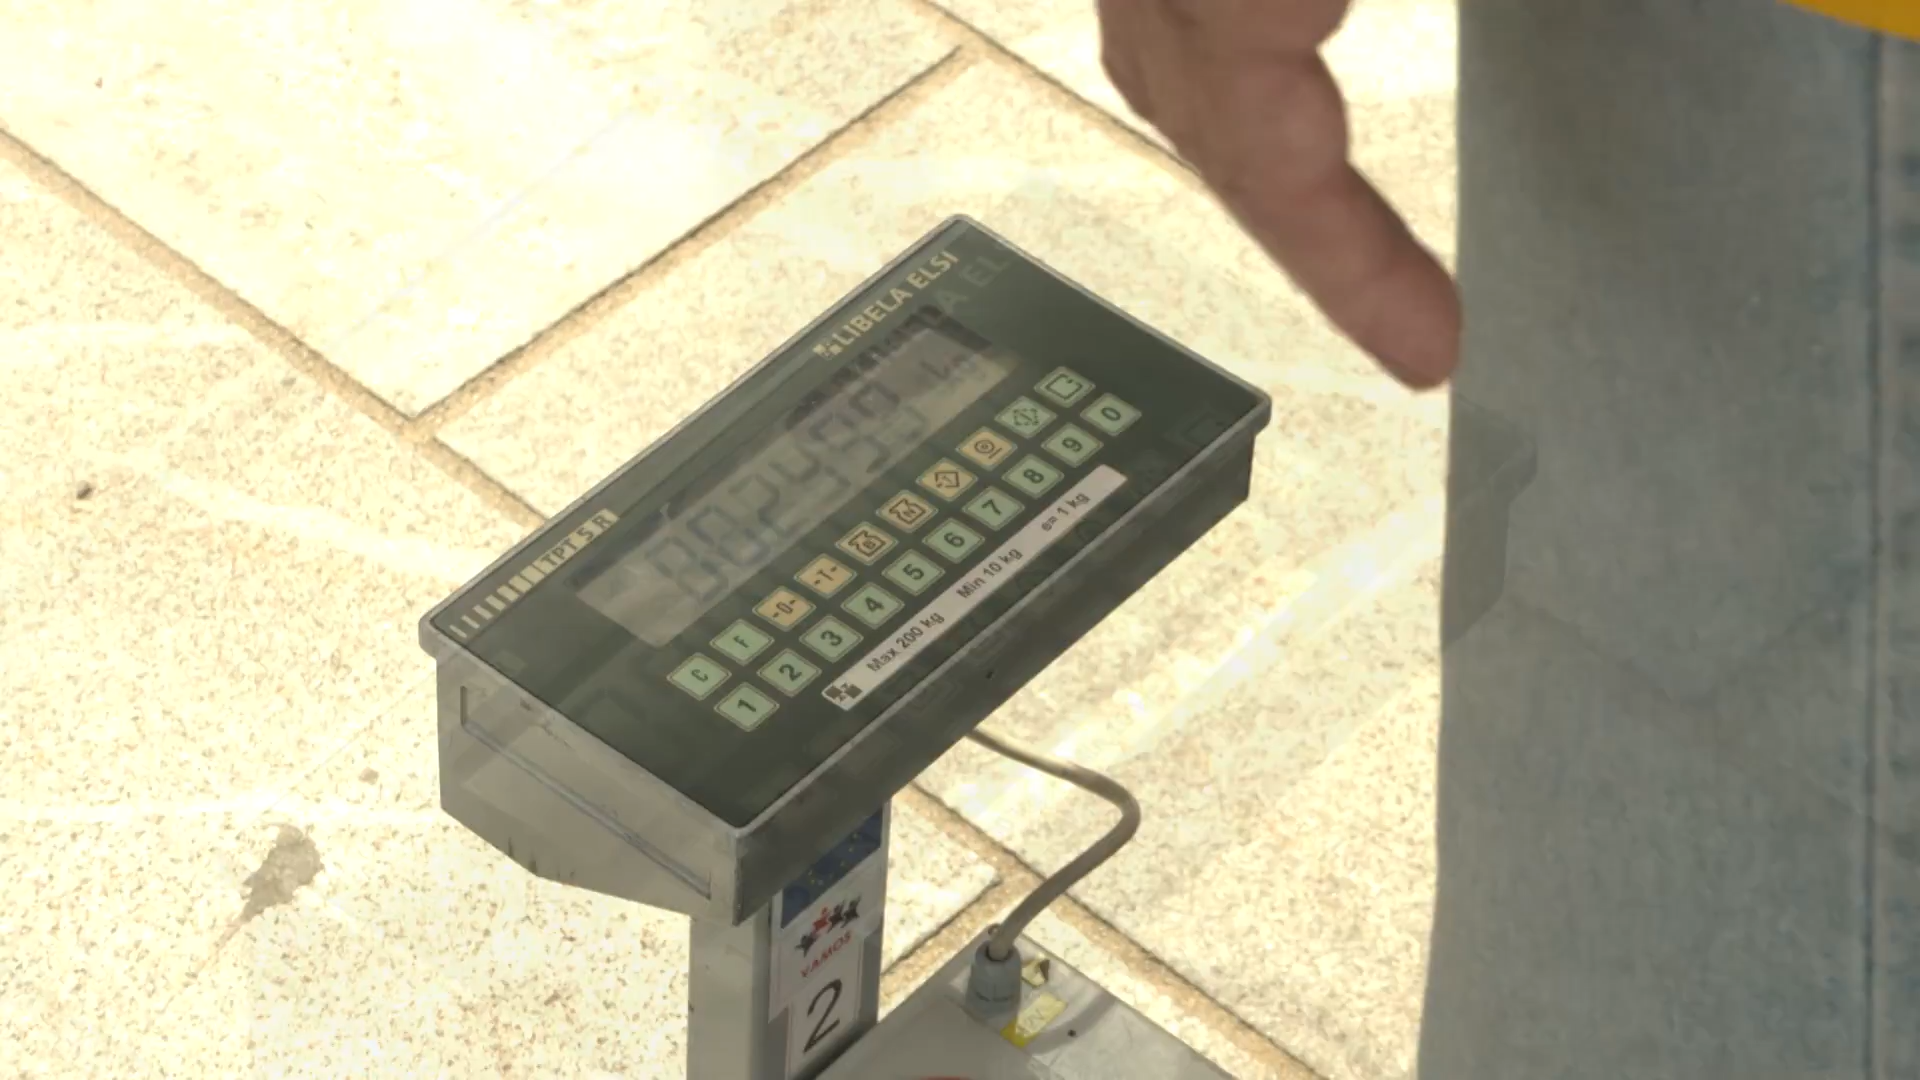 LIBELA ELSI
TPT 5 R
C F -0- -T- B N T
1 2 3 4 5 6 7 8 9 0
Max 200 kg Min 10 kg e= 1 kg
VAMOS
2